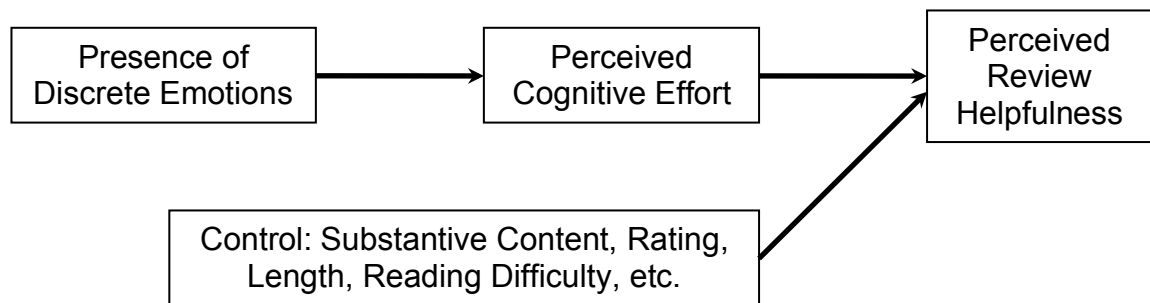 Presence of
Discrete Emotions
Perceived
Cognitive Effort
Perceived
Review
Helpfulness
Control: Substantive Content, Rating,
Length, Reading Difficulty, etc.